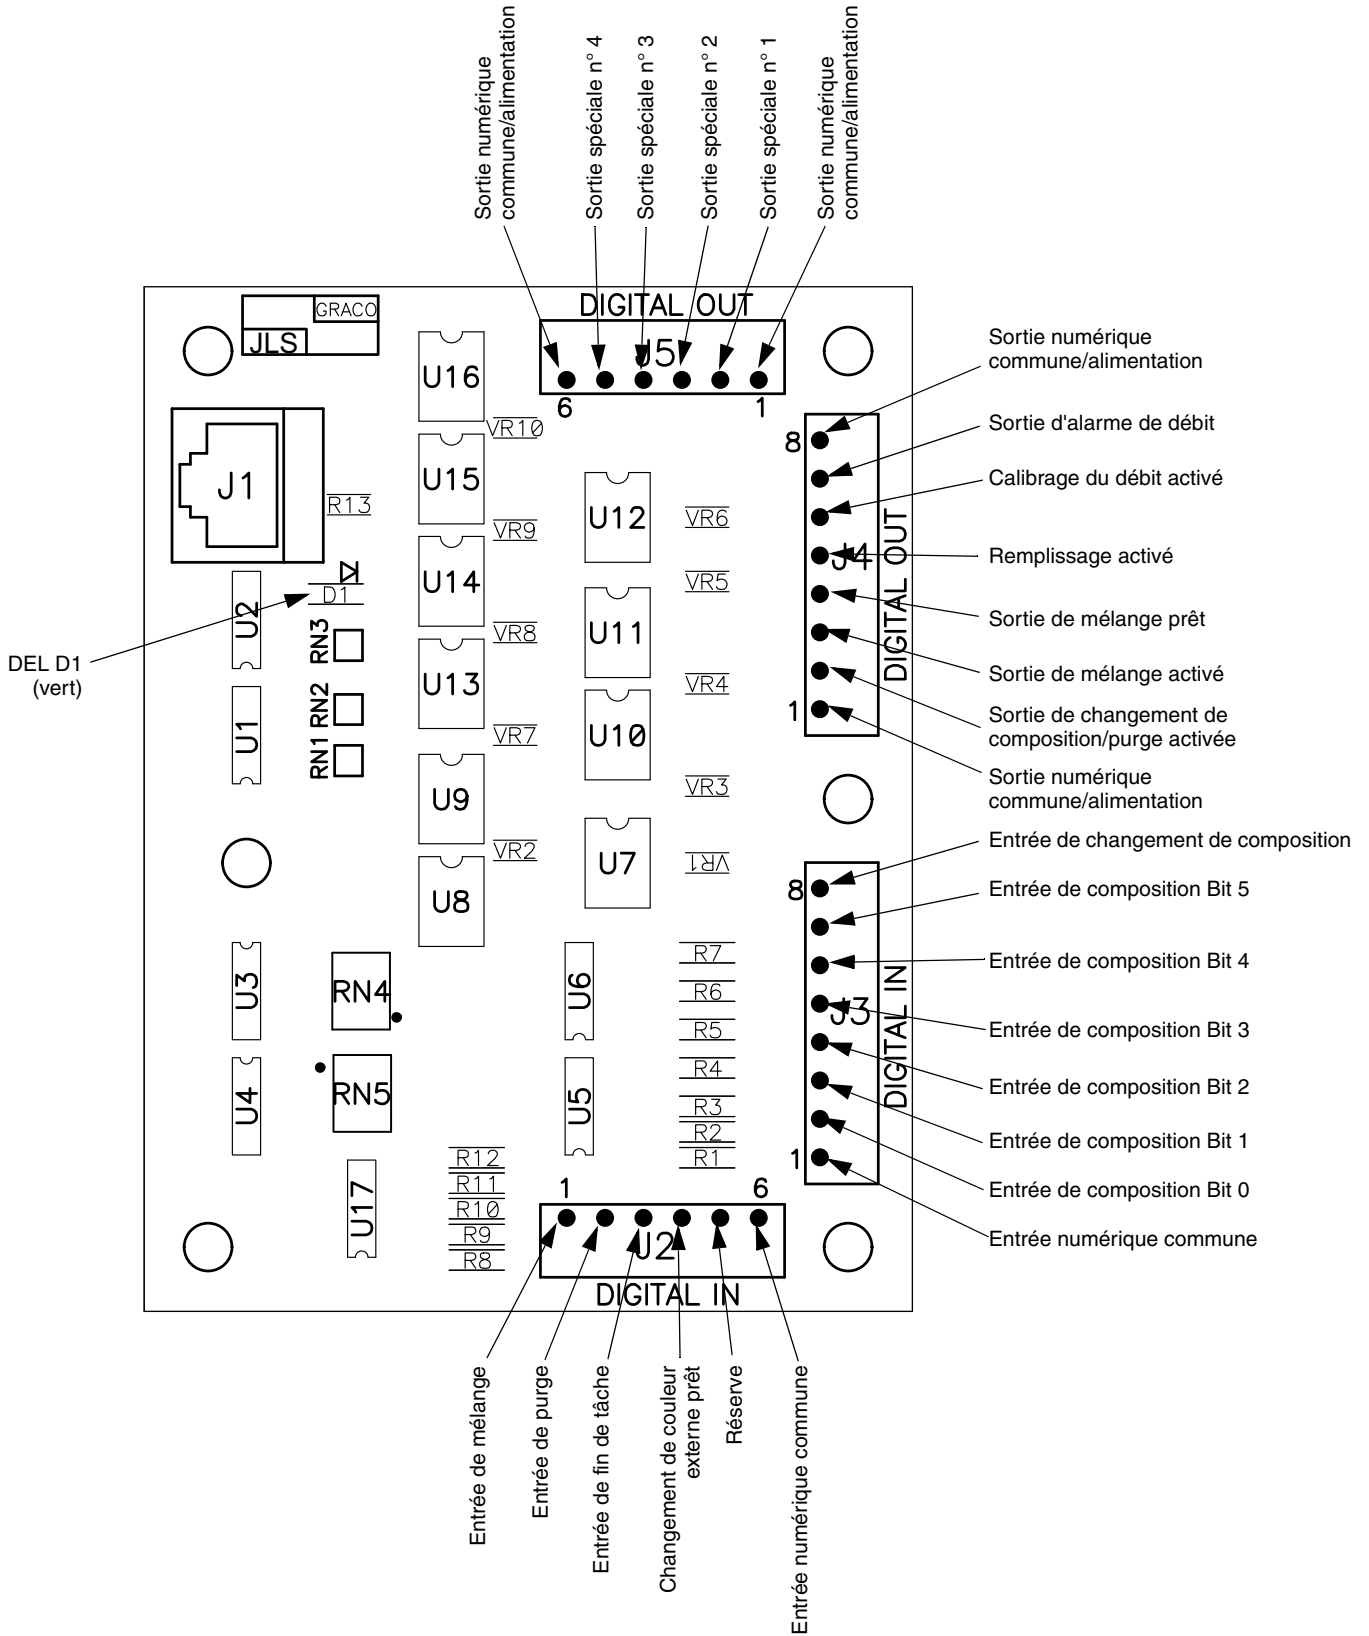 Sortie numérique
commune/alimentation
Sortie spéciale n° 4
Sortie spéciale n° 3
Sortie spéciale n° 2
Sortie spéciale n° 1
Sortie numérique
commune/alimentation
GRACO
JLS
DIGITAL OUT
J5
6
1
U16
VR10
U15
VR9
U14
VR8
U13
VR7
U9
VR2
U8
J1
R13
D1
U2
RN3
RN2
U1
RN1
DEL D1
(vert)
U12
VR6
VR5
U11
VR4
U10
VR3
U7
VR1
8
J4
DIGITAL OUT
1
Sortie numérique
commune/alimentation
Sortie d'alarme de débit
Calibrage du débit activé
Remplissage activé
Sortie de mélange prêt
Sortie de mélange activé
Sortie de changement de
composition/purge activée
Sortie numérique
commune/alimentation
8
J3
DIGITAL IN
1
Entrée de changement de composition
Entrée de composition Bit 5
Entrée de composition Bit 4
Entrée de composition Bit 3
Entrée de composition Bit 2
Entrée de composition Bit 1
Entrée de composition Bit 0
Entrée numérique commune
U3
RN4
U4
RN5
U17
U6
U5
R7
R6
R5
R4
R3
R2
R1
R12
R11
R10
R9
R8
1
6
J2
DIGITAL IN
Entrée de mélange
Entrée de purge
Entrée de fin de tâche
Changement de couleur
externe prêt
Réserve
Entrée numérique commune